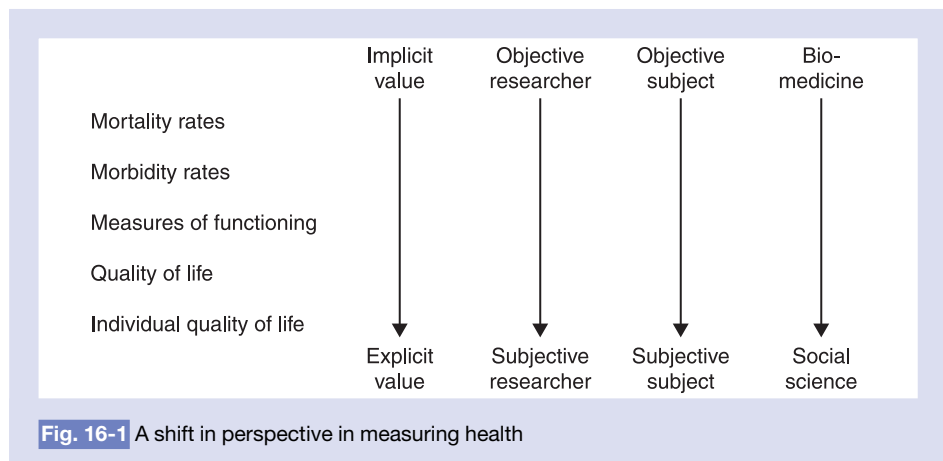 Implicit value
Objective researcher
Objective subject
Bio-medicine
Mortality rates
Morbidity rates
Measures of functioning
Quality of life
Individual quality of life
Explicit value
Subjective researcher
Subjective subject
Social science
Fig. 16-1 A shift in perspective in measuring health